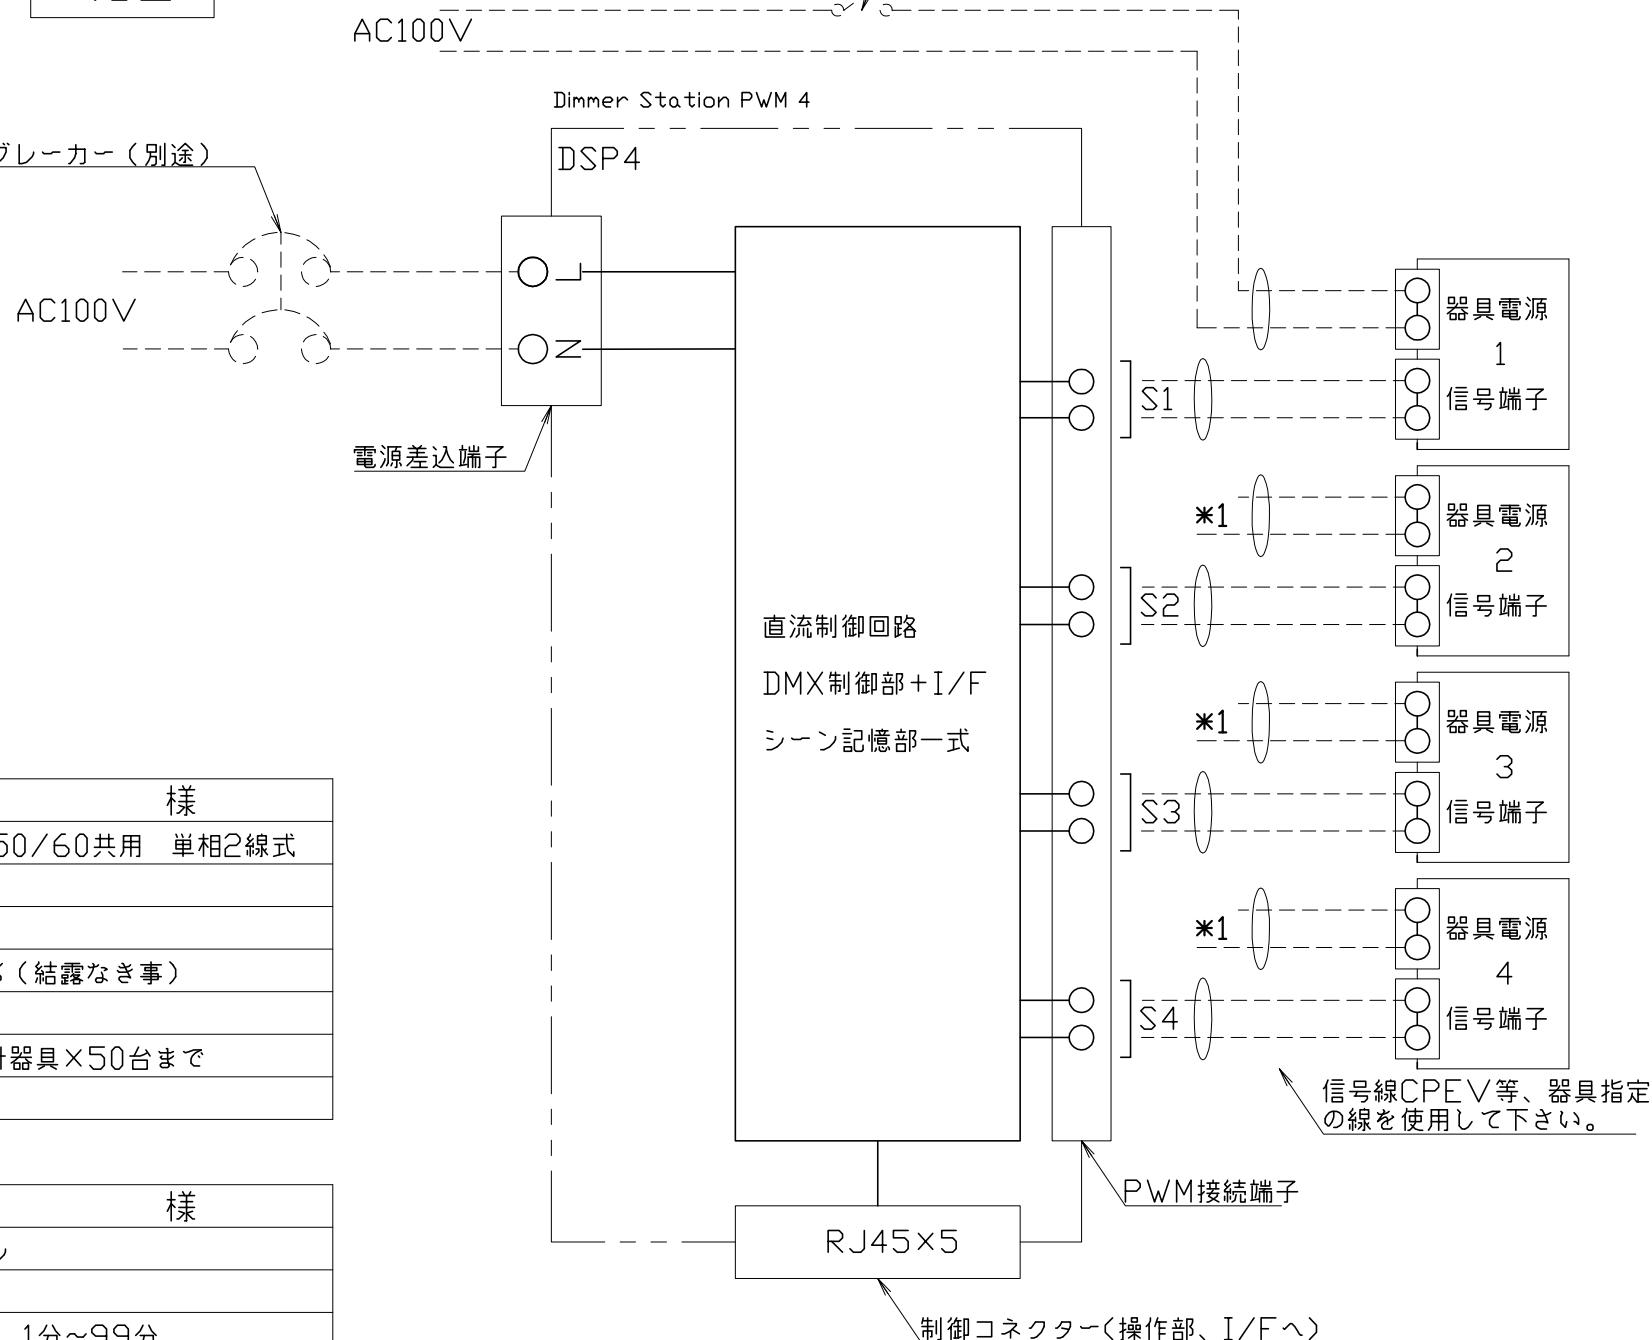 AC100V
Dimmer Station PWM 4
ブレーカー（別途）
DSP4
L
AC100V
N
電源差込端子
器具電源
1
信号端子
S1
*1
器具電源
2
信号端子
S2
直流制御回路
DMX制御部+I/F
シーン記憶部一式
*1
器具電源
3
信号端子
S3
*1
器具電源
4
信号端子
S4
信号線CPEV等、器具指定
の線を使用して下さい。
PWM接続端子
RJ45×5
制御コネクター(操作部、I/Fへ)
様
50/60共用　単相2線式
（結露なき事）
器具×50台まで
様
1分~99分